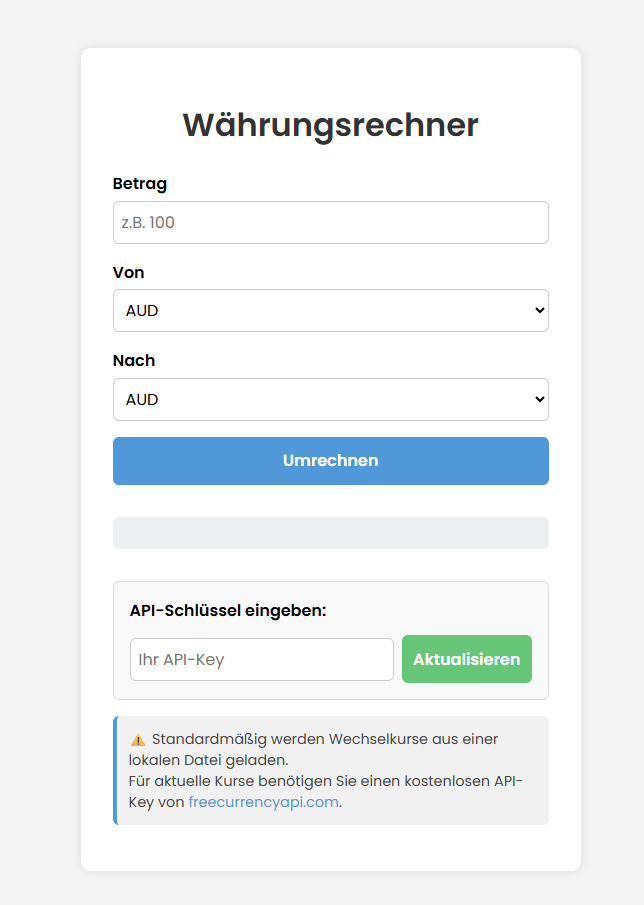 Währungsrechner
Betrag
z.B. 100
Von
AUD
Nach
AUD
Umrechnen
API-Schlüssel eingeben:
Ihr API-Key
Aktualisieren
⚠️ Standardmäßig werden Wechselkurse aus einer
lokalen Datei geladen.
Für aktuelle Kurse benötigen Sie einen kostenlosen API-
Key von freecurrencyapi.com.